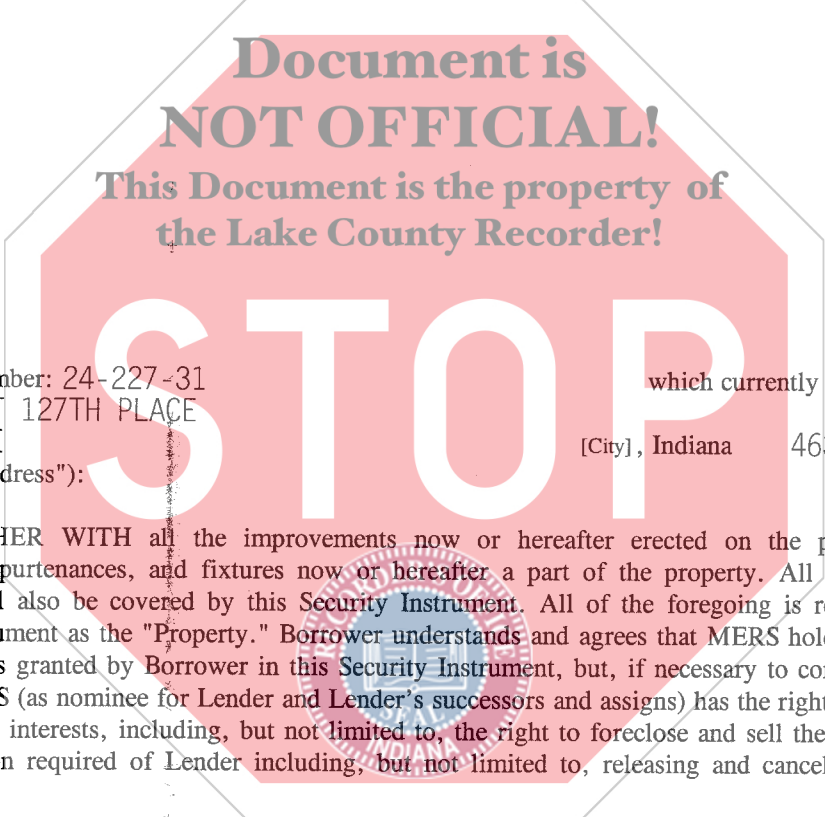 Document is
NOT OFFICIAL!
This Document is the property of
the Lake County Recorder!
STOP
nber: 24-227-31 which currently
127TH PLACE
[City] , Indiana 46
dress"):
HER WITH all the improvements now or hereafter erected on the p
purtenances, and fixtures now or hereafter a part of the property. All
l also be covered by this Security Instrument. All of the foregoing is r
ument as the "Property." Borrower understands and agrees that MERS hol
s granted by Borrower in this Security Instrument, but, if necessary to co
S (as nominee for Lender and Lender's successors and assigns) has the right
interests, including, but not limited to, the right to foreclose and sell the
n required of Lender including, but not limited to, releasing and cancel
SEAL
INDIANA